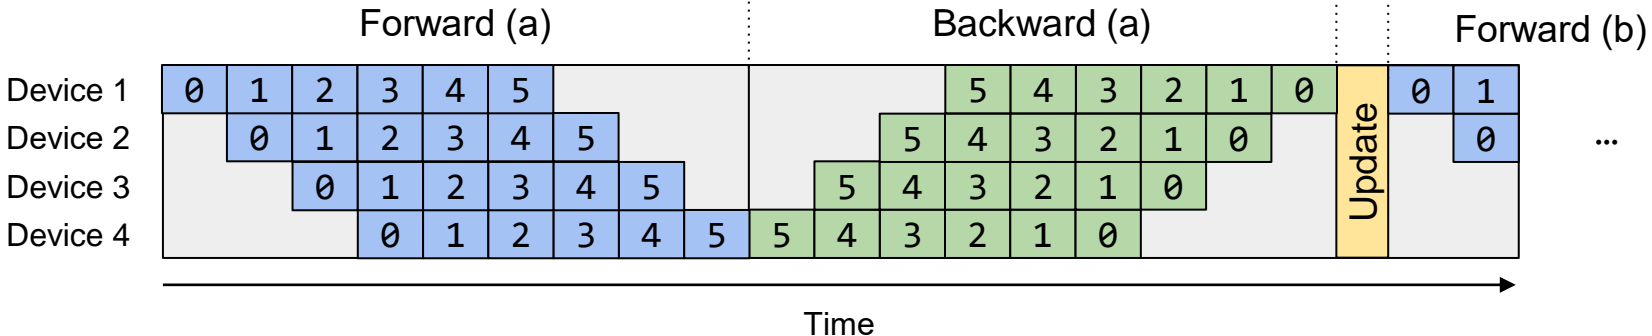 Forward (a) Backward (a) Forward (b)
Device 1 0 1 2 3 4 5 5 4 3 2 1 0 0 1
Device 2 0 1 2 3 4 5 5 4 3 2 1 0 0 ...
Device 3 0 1 2 3 4 5 5 4 3 2 1 0
Device 4 0 1 2 3 4 5 5 4 3 2 1 0
Update
Time